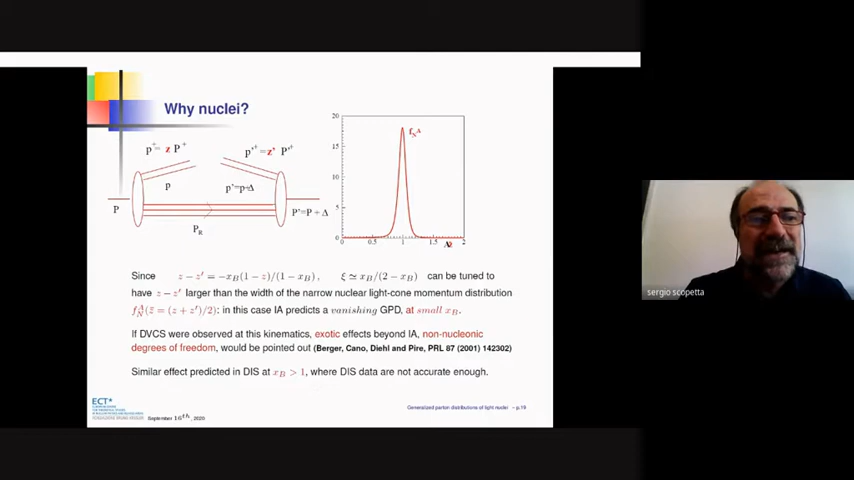 Why nuclei?
p⁺= z P⁺
p'⁺=z' P'⁺
p
p'=p-Δ
P
P'=P + Δ
P_R
20
15
10
5
0
f_N^A
0 0.5 1 1.5 2
Since z − z′ = −x_B(1 − z)/(1 − x_B) , ξ ≃ x_B/(2 − x_B) can be tuned to
have z − z′ larger than the width of the narrow nuclear light-cone momentum distribution
f_N^A(z̄ = (z + z′)/2): in this case IA predicts a vanishing GPD, at small x_B.
If DVCS were observed at this kinematics, exotic effects beyond IA, non-nucleonic
degrees of freedom, would be pointed out (Berger, Cano, Diehl and Pire, PRL 87 (2001) 142302)
Similar effect predicted in DIS at x_B > 1, where DIS data are not accurate enough.
ECT*
September 16th, 2020
Generalized parton distributions of light nuclei – p.19
sergio scopetta